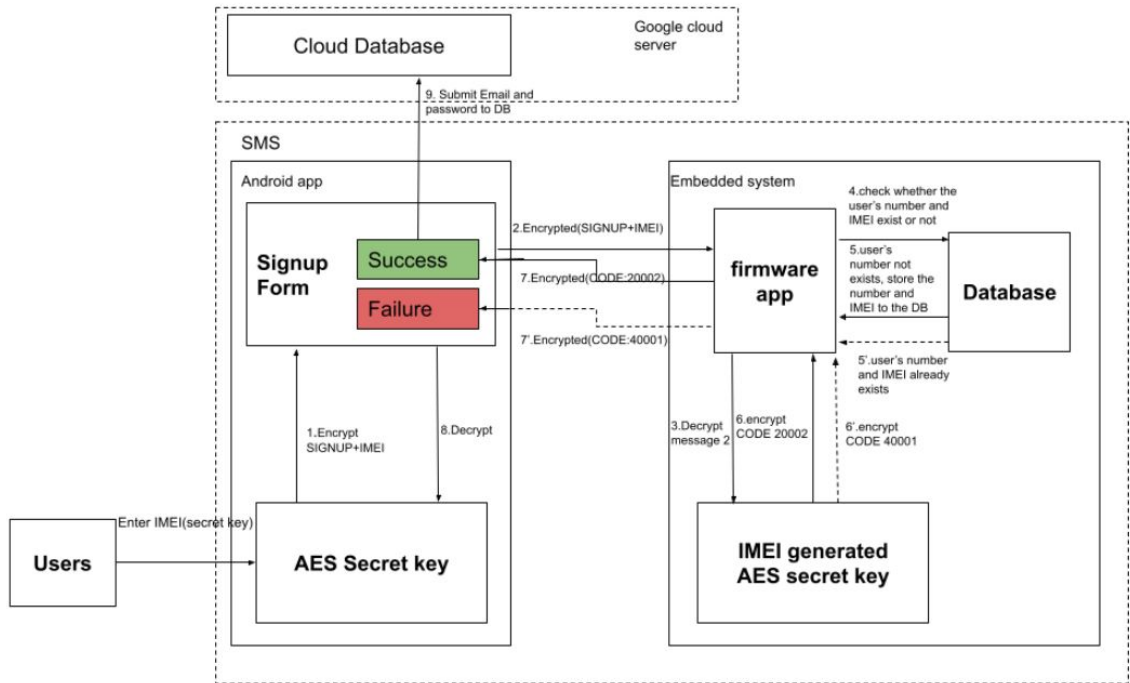 Cloud Database
Google cloud
server
9. Submit Email and
password to DB
SMS
Android app
Signup
Form
Success
Failure
2.Encrypted(SIGNUP+IMEI)
7.Encrypted(CODE:20002)
7'.Encrypted(CODE:40001)
Embedded system
firmware
app
4.check whether the
user's number and
IMEI exist or not
5.user's
number not
exists, store the
number and
IMEI to the DB
Database
5'.user's number
and IMEI already
exists
1.Encrypt
SIGNUP+IMEI
8.Decrypt
3.Decrypt
message 2
6.encrypt
CODE 20002
6'.encrypt
CODE 40001
Users
Enter IMEI(secret key)
AES Secret key
IMEI generated
AES secret key